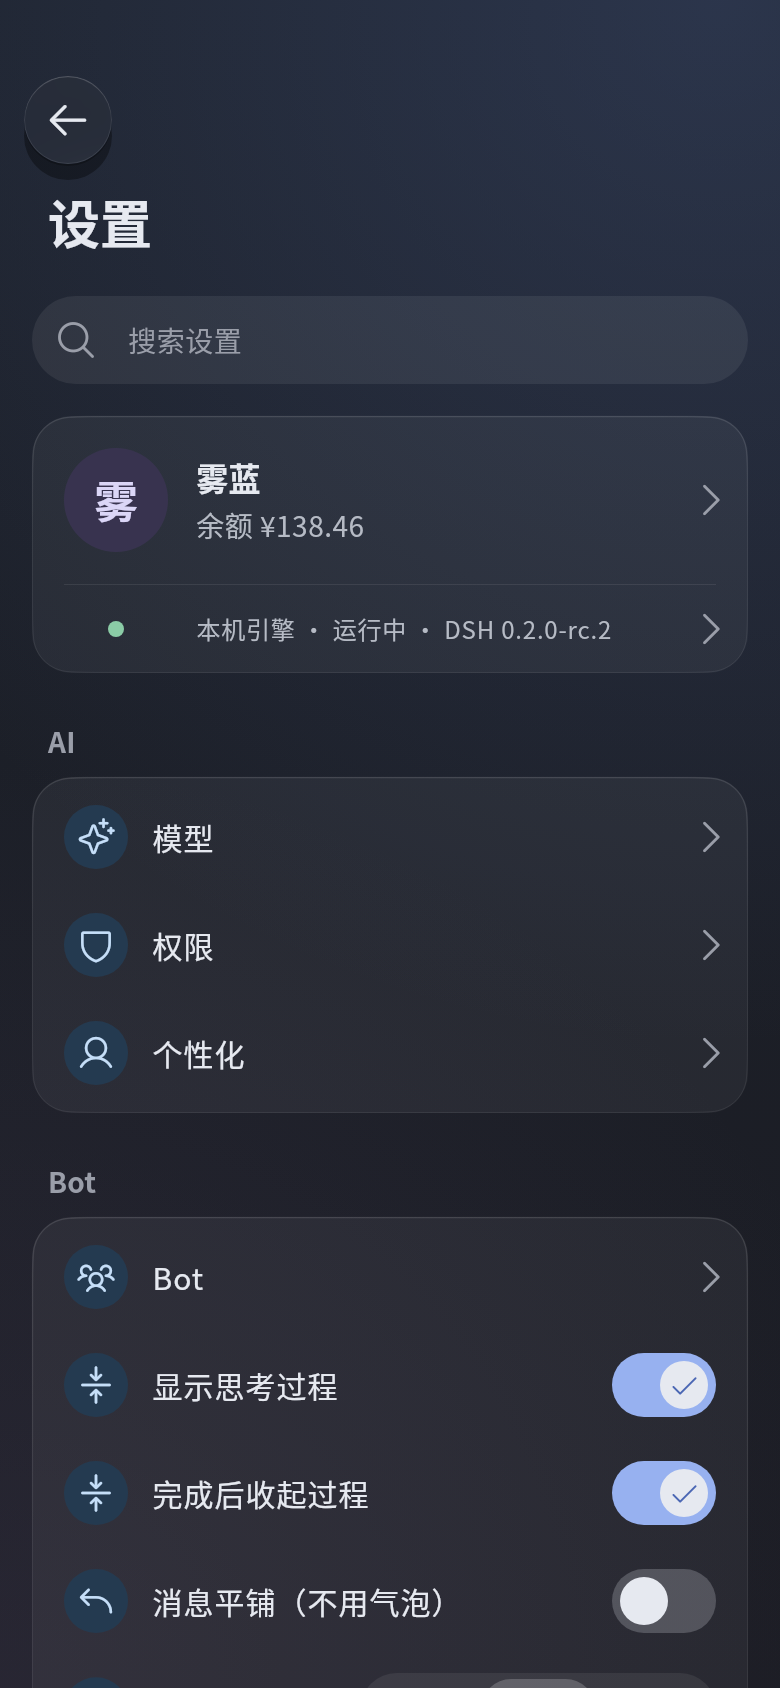 设置
搜索设置
雾
雾蓝
余额 ¥138.46
本机引擎 · 运行中 · DSH 0.2.0-rc.2
AI
模型
权限
个性化
Bot
Bot
显示思考过程
完成后收起过程
消息平铺（不用气泡）